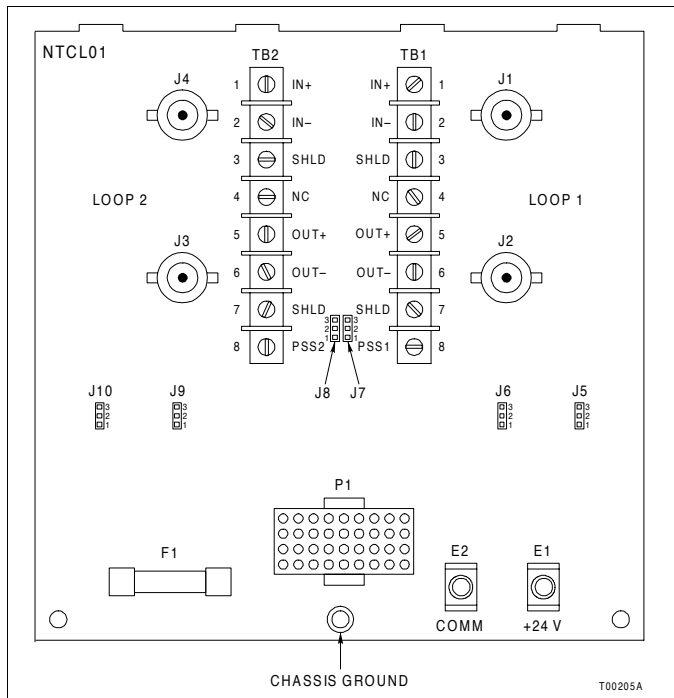 NTCL01
TB2 TB1
J4 J1
1 IN+ IN+ 1
2 IN– IN– 2
3 SHLD SHLD 3
LOOP 2 4 NC NC 4 LOOP 1
5 OUT+ OUT+ 5
J3 J2
6 OUT– OUT– 6
7 SHLD SHLD 7
3 3
2 2
1 1
8 PSS2 PSS1 8
J8 J7
J10 J9 J6 J5
3 3 3 3
2 2 2 2
1 1 1 1
P1
F1 E2 E1
COMM +24 V
CHASSIS GROUND
T00205A